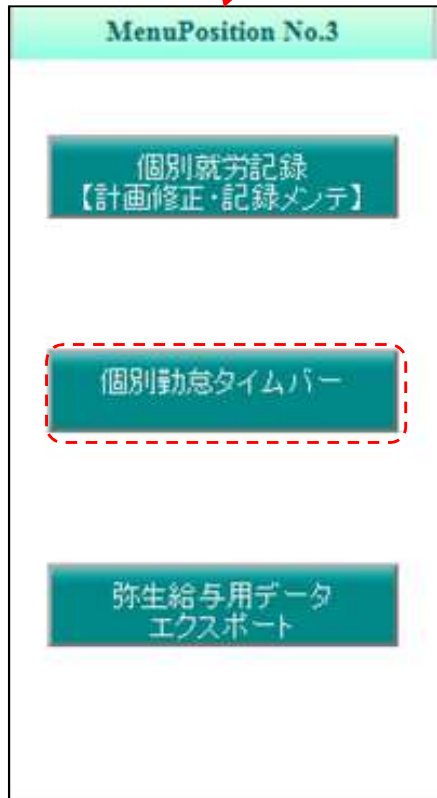 MenuPosition No.3
個別就労記録
【計画修正・記録メンテ】
個別勤怠タイムバー
弥生給与用データ
エクスポート